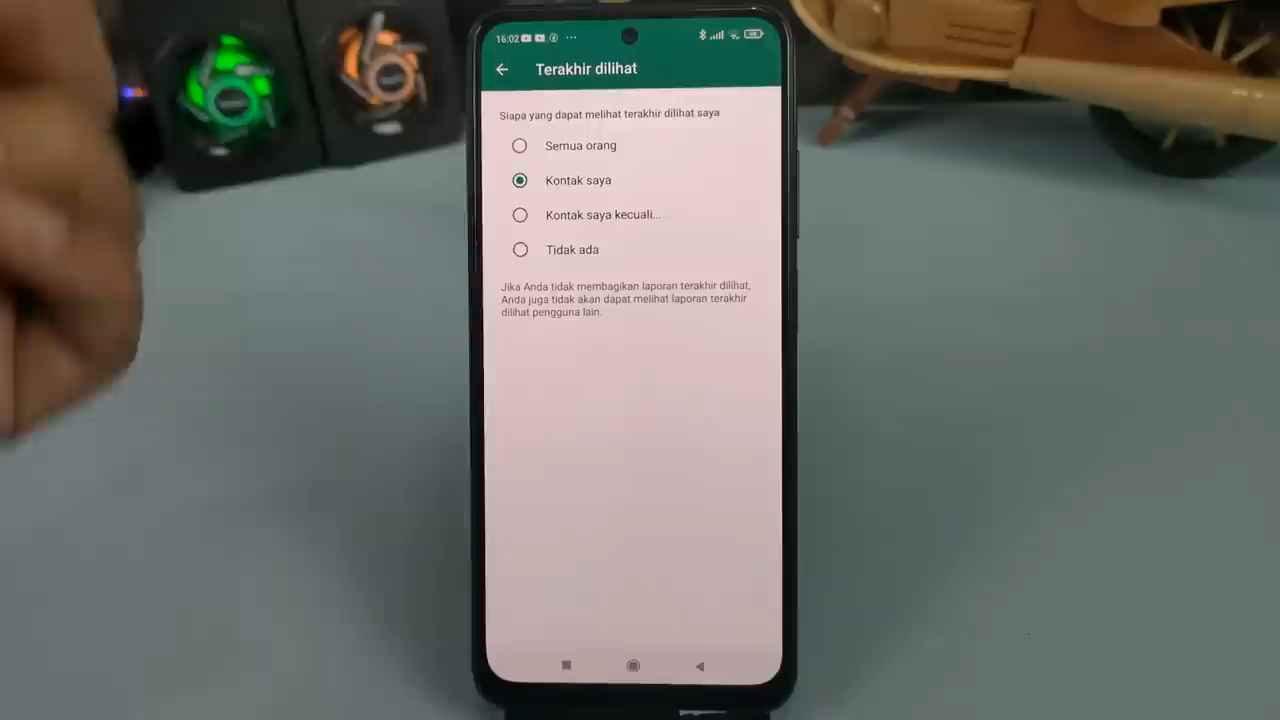 16:02
Terakhir dilihat
Siapa yang dapat melihat terakhir dilihat saya
Semua orang
Kontak saya
Kontak saya kecuali...
Tidak ada
Jika Anda tidak membagikan laporan terakhir dilihat,
Anda juga tidak akan dapat melihat laporan terakhir
dilihat pengguna lain.